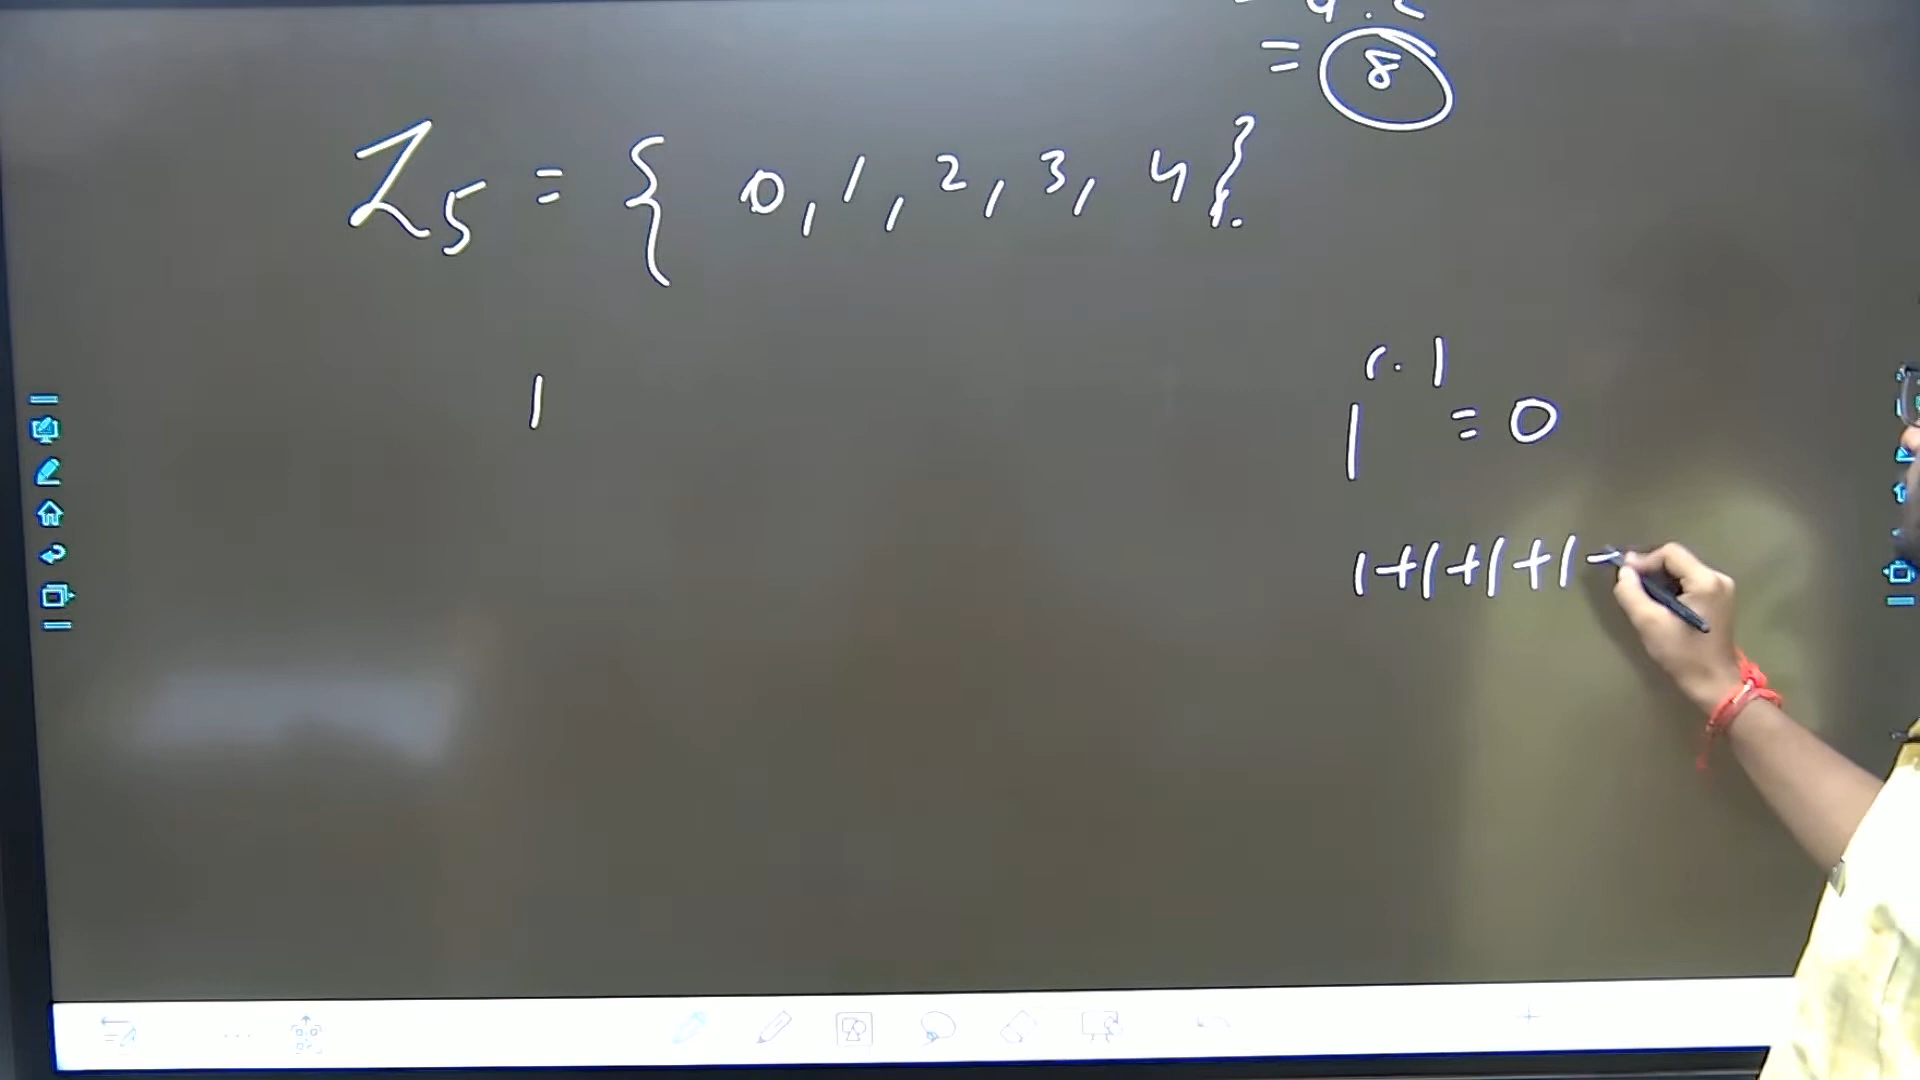 = 8
Z5 = { 0, 1, 2, 3, 4 }.
1
1 = 0
1+1+1+1